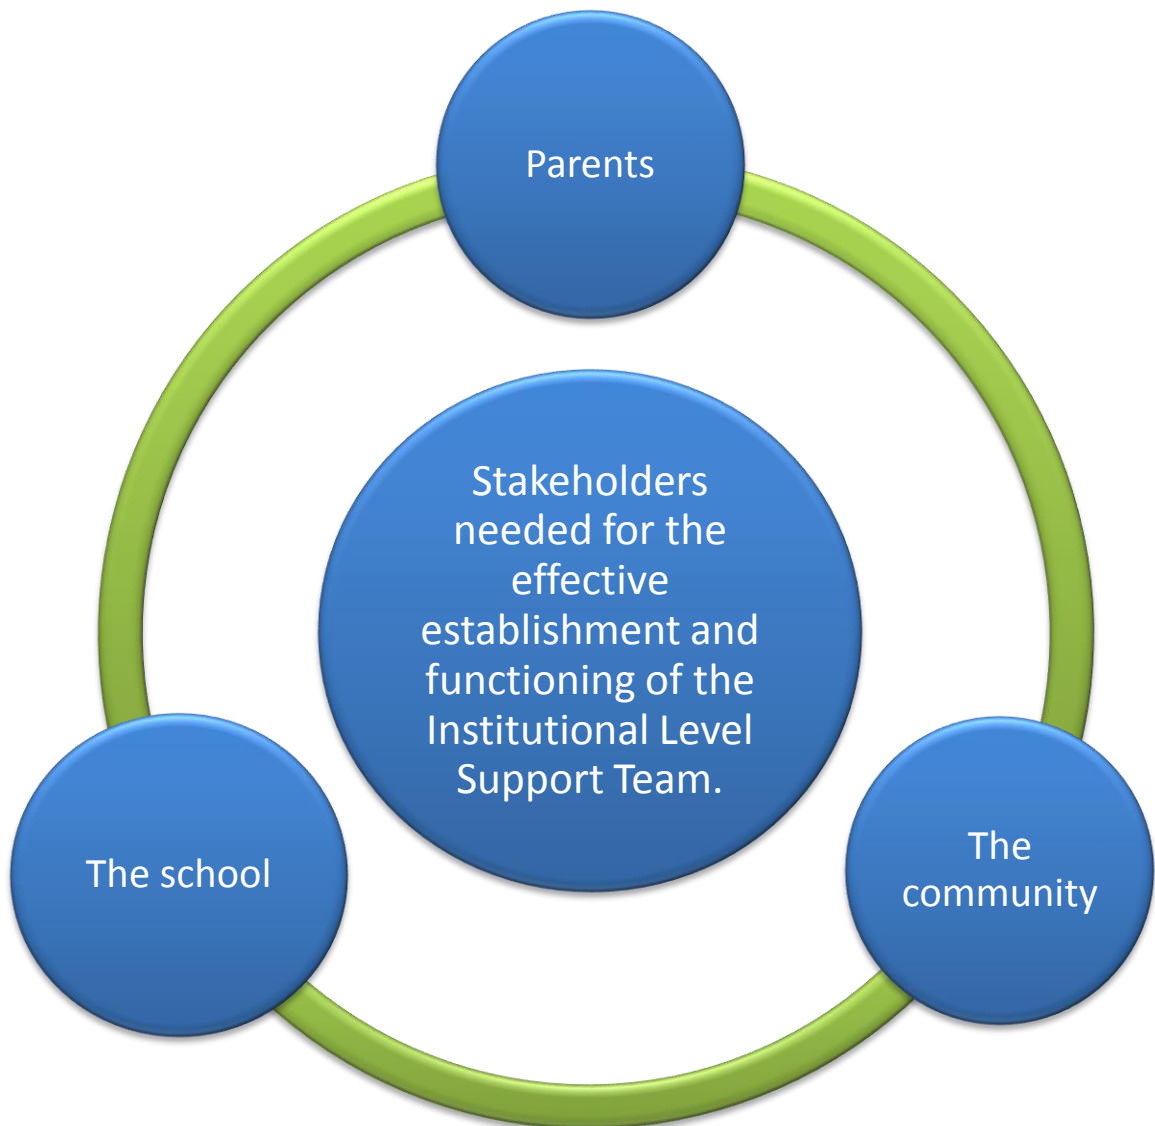 Parents
Stakeholders
needed for the
effective
establishment and
functioning of the
Institutional Level
Support Team.
The school
The
community